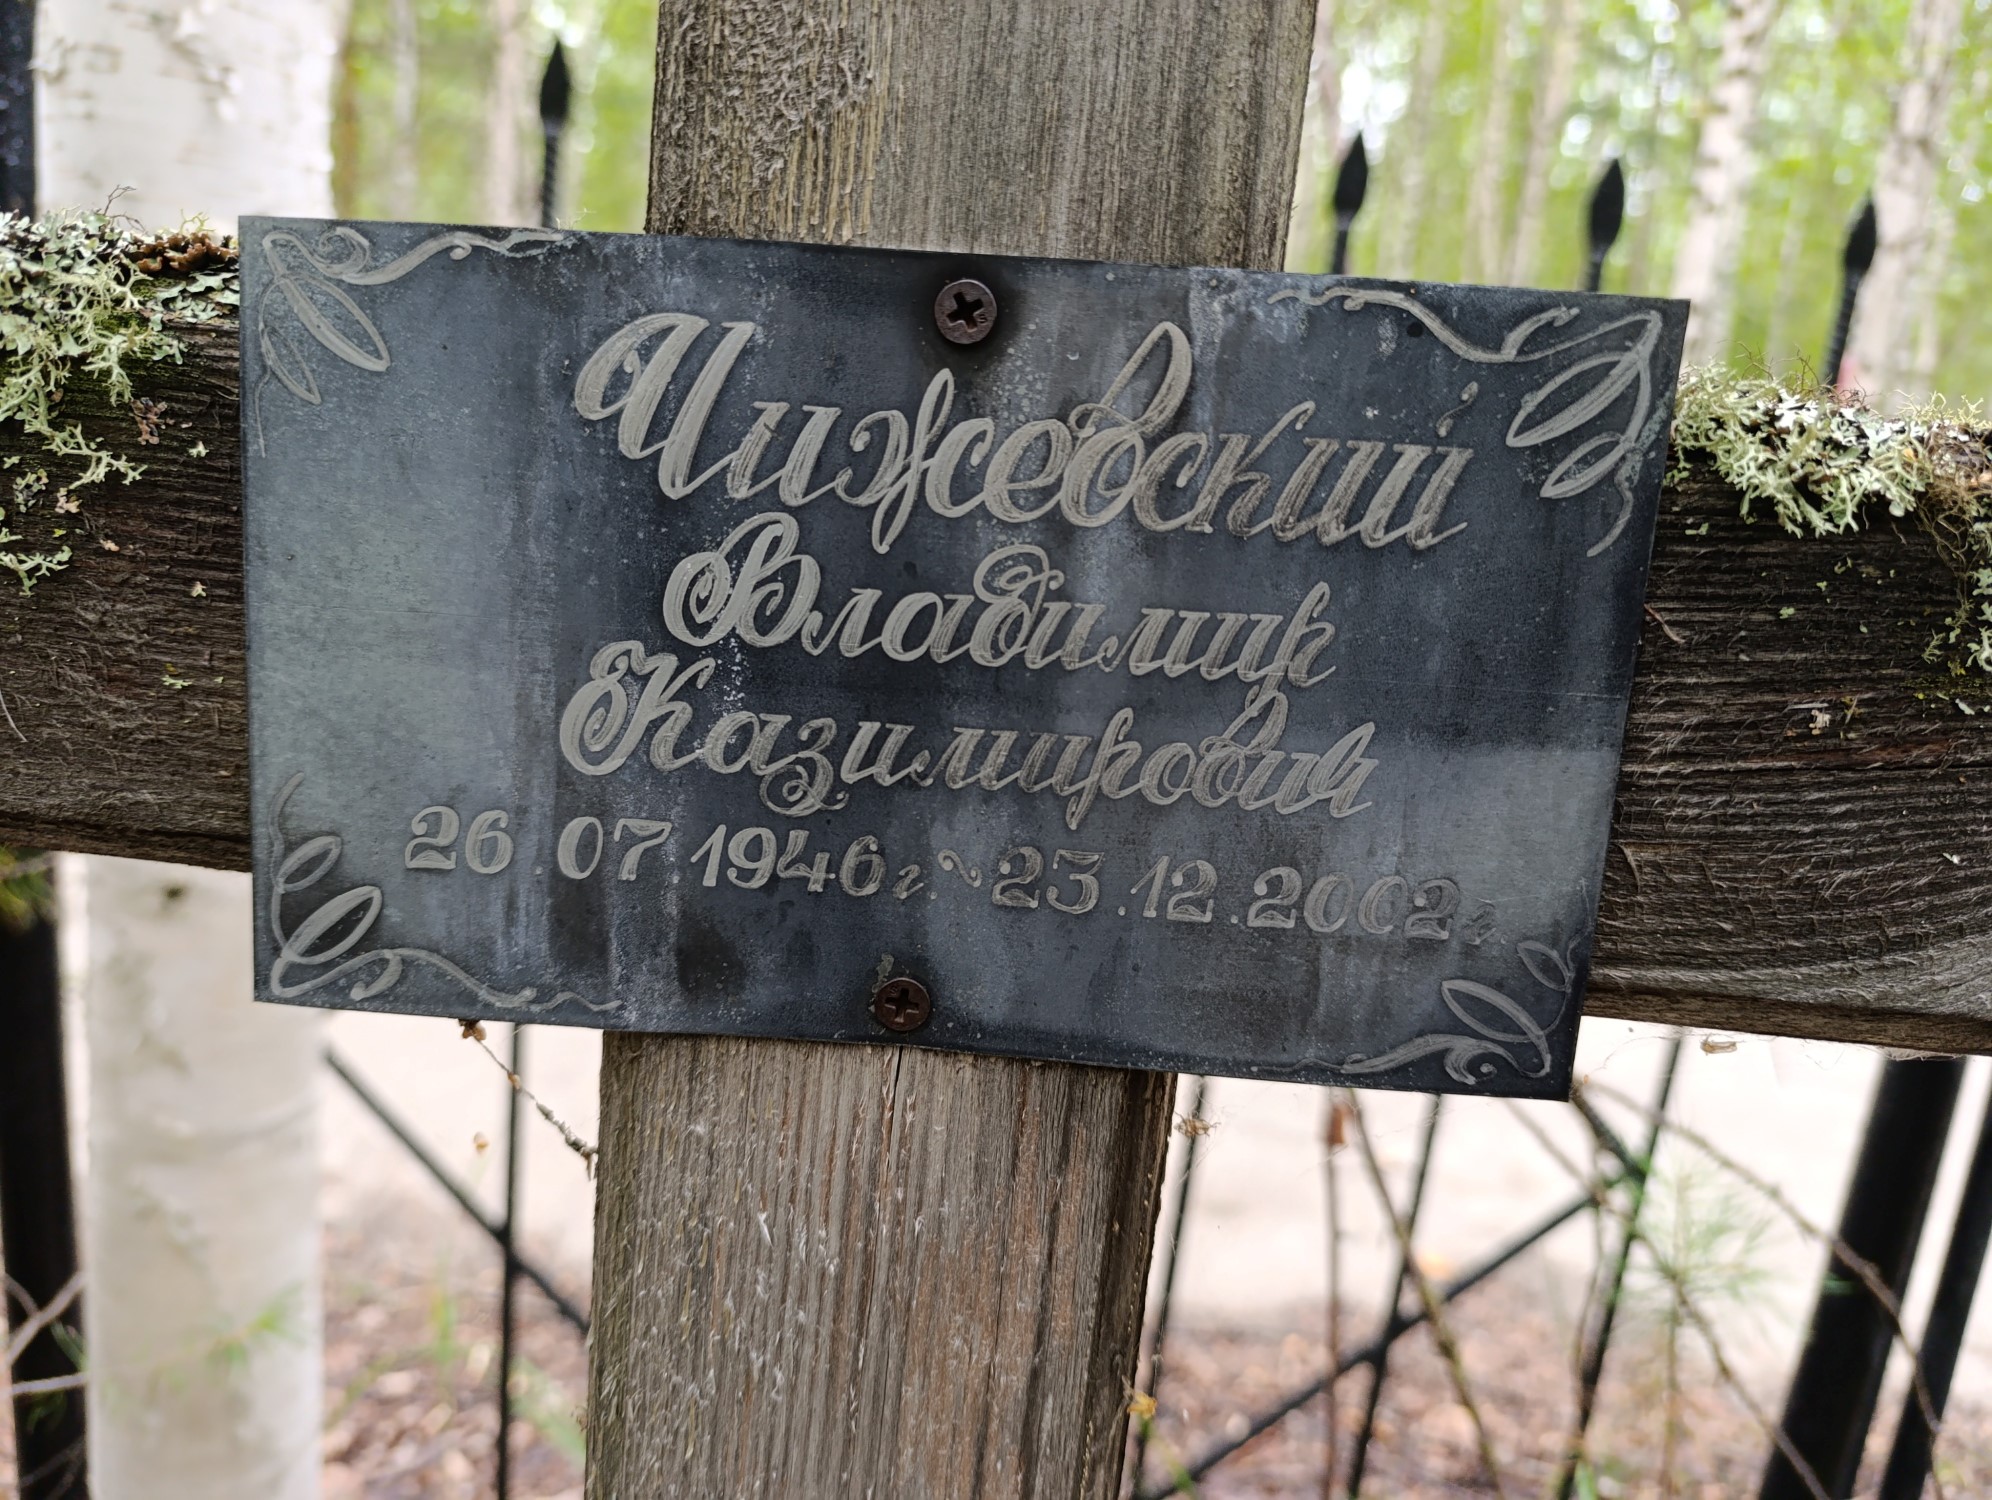 Чижевский
Владимир
Казимирович
26.07.1946г.~23.12.2002г.